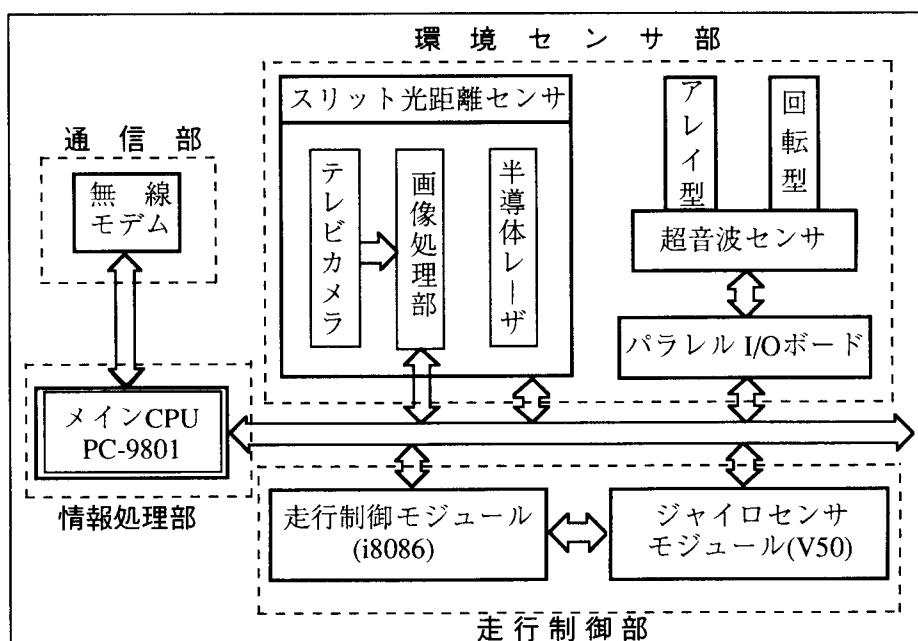 環境センサ部
スリット光距離センサ
テレビカメラ
画像処理部
半導体レーザ
アレイ型
回転型
超音波センサ
パラレル I/Oボード
通信部
無線
モデム
メインCPU
PC-9801
情報処理部
走行制御モジュール
(i8086)
ジャイロセンサ
モジュール(V50)
走行制御部